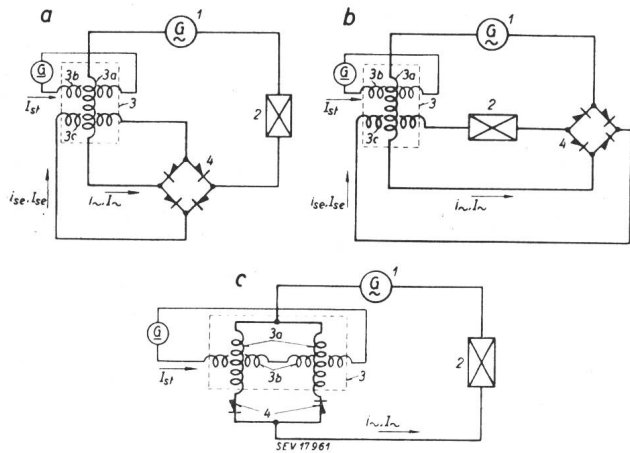 a
G 1
~
3b 3a
G
I_st
3
3c
2
4
i_se, I_se
i~, I~
b
G 1
~
3b 3a
G
I_st
3
3c
2
4
i_se, I_se
i~, I~
c
G 1
~
3a
G
3b
3
I_st
2
4
i~, I~
SEV 17961